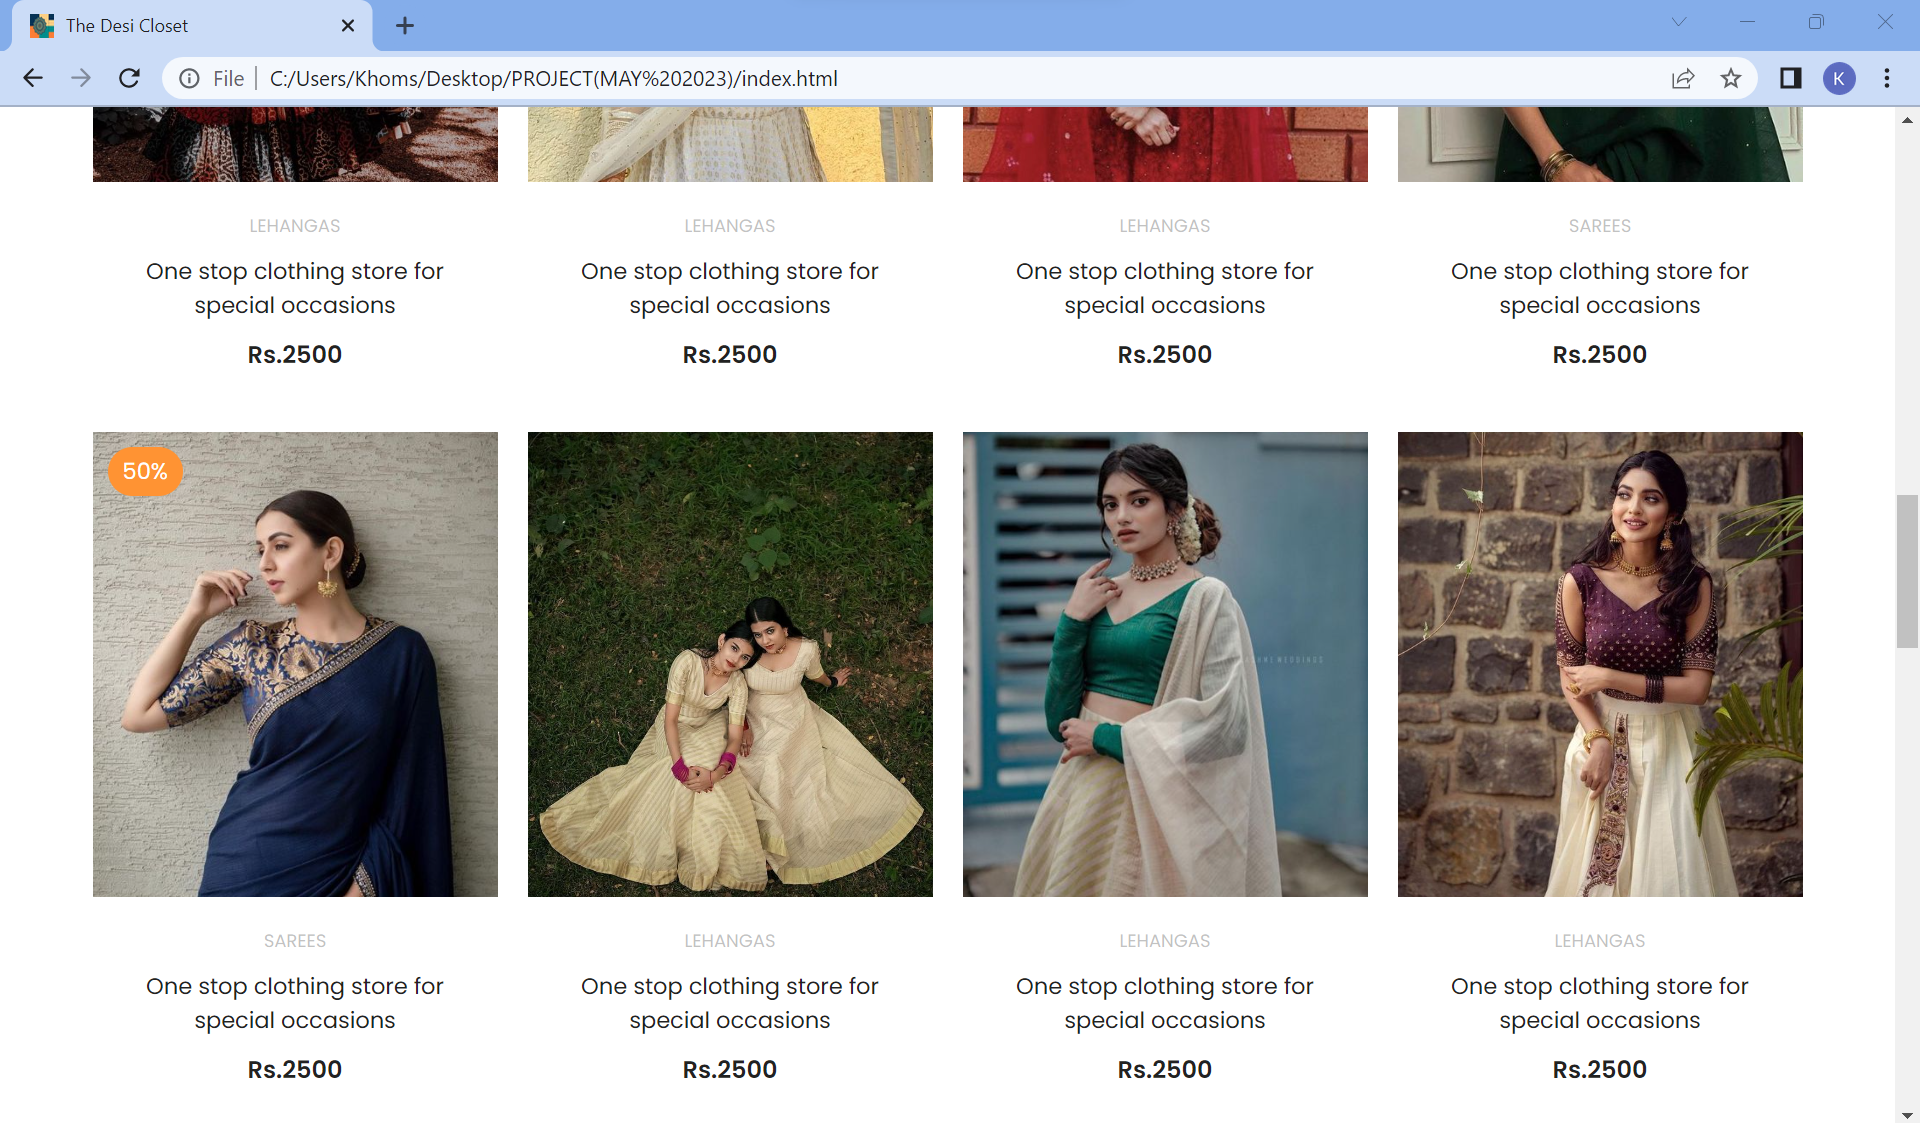 The Desi Closet
File
C:/Users/Khoms/Desktop/PROJECT(MAY%202023)/index.html
K
LEHANGAS
One stop clothing store for
special occasions
Rs.2500
LEHANGAS
One stop clothing store for
special occasions
Rs.2500
LEHANGAS
One stop clothing store for
special occasions
Rs.2500
SAREES
One stop clothing store for
special occasions
Rs.2500
50%
WEDDINGS
SAREES
One stop clothing store for
special occasions
Rs.2500
LEHANGAS
One stop clothing store for
special occasions
Rs.2500
LEHANGAS
One stop clothing store for
special occasions
Rs.2500
LEHANGAS
One stop clothing store for
special occasions
Rs.2500